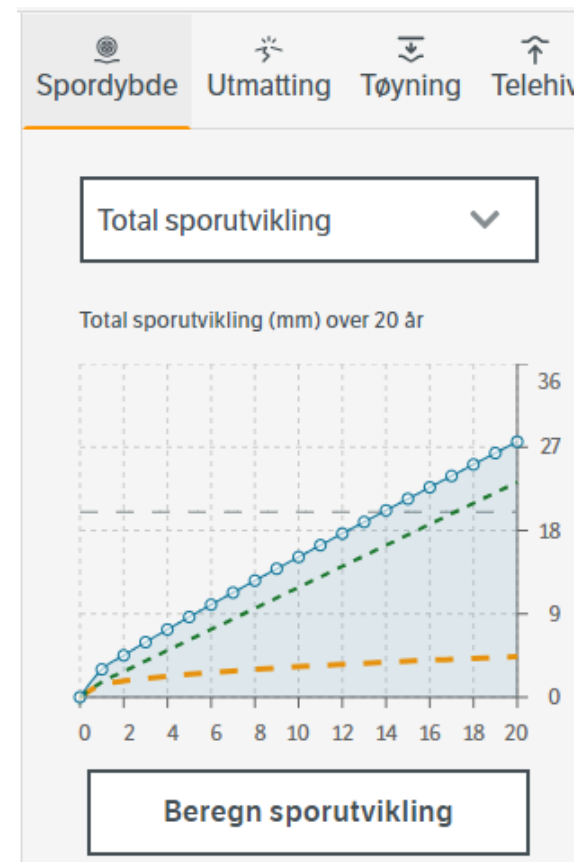 Spordybde Utmatting Tøyning Telehiv
Total sporutvikling
Total sporutvikling (mm) over 20 år
36
27
18
9
0
0 2 4 6 8 10 12 14 16 18 20
Beregn sporutvikling